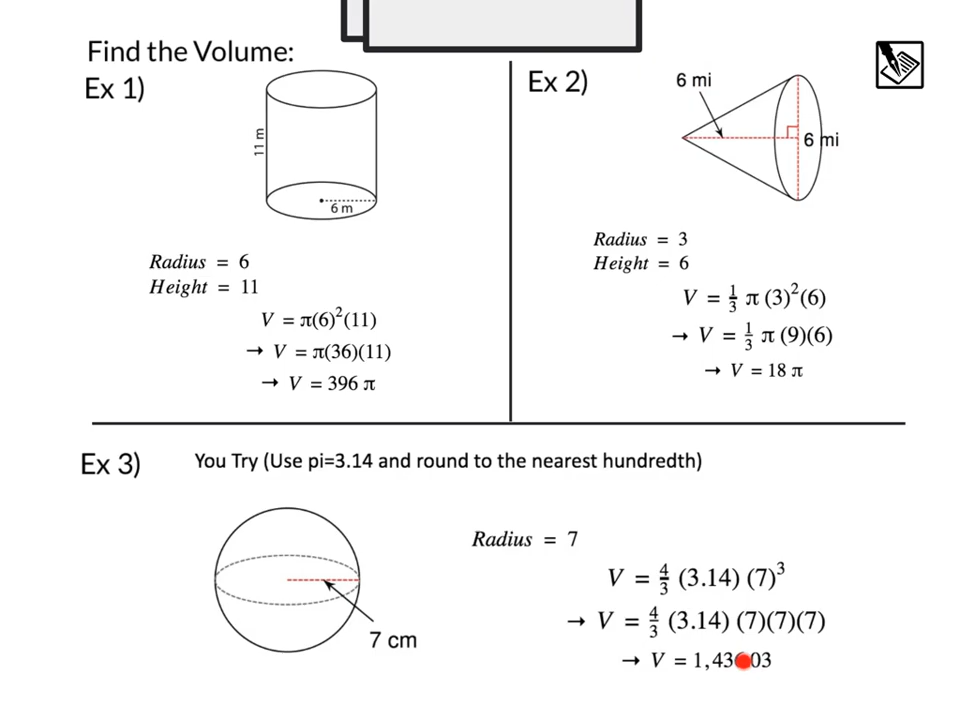 Find the Volume:
Ex 1)
11 m
6 m
Radius = 6
Height = 11
V = π(6)²(11)
→ V = π(36)(11)
→ V = 396 π
Ex 2)
6 mi
6 mi
Radius = 3
Height = 6
V = 1/3 π (3)²(6)
→ V = 1/3 π (9)(6)
→ V = 18 π
Ex 3)
You Try (Use pi=3.14 and round to the nearest hundredth)
7 cm
Radius = 7
V = 4/3 (3.14) (7)³
→ V = 4/3 (3.14) (7)(7)(7)
→ V =